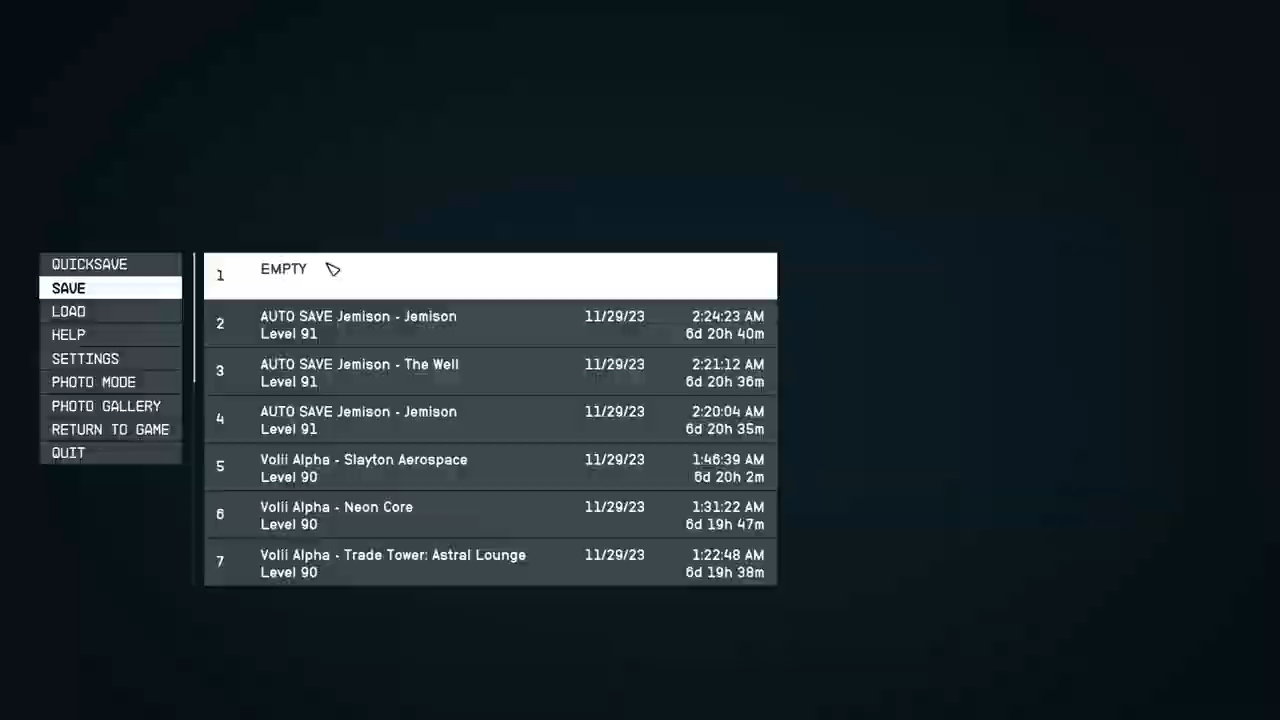 QUICKSAVE
SAVE
LOAD
HELP
SETTINGS
PHOTO MODE
PHOTO GALLERY
RETURN TO GAME
QUIT
1 EMPTY
2 AUTO SAVE Jemison - Jemison 11/29/23 2:24:23 AM
Level 91 6d 20h 40m
3 AUTO SAVE Jemison - The Well 11/29/23 2:21:12 AM
Level 91 6d 20h 36m
4 AUTO SAVE Jemison - Jemison 11/29/23 2:20:04 AM
Level 91 6d 20h 35m
5 Volii Alpha - Slayton Aerospace 11/29/23 1:46:39 AM
Level 90 6d 20h 2m
6 Volii Alpha - Neon Core 11/29/23 1:31:22 AM
Level 90 6d 19h 47m
7 Volii Alpha - Trade Tower: Astral Lounge 11/29/23 1:22:48 AM
Level 90 6d 19h 38m